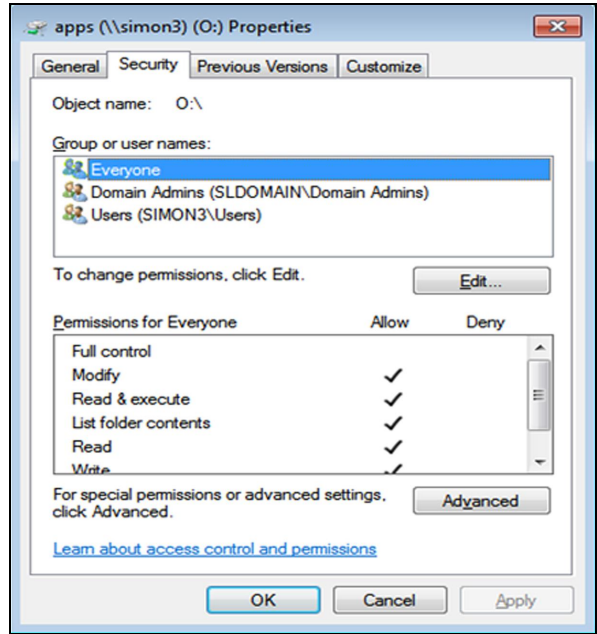 apps (\\simon3) (O:) Properties
General Security Previous Versions Customize
Object name: O:\
Group or user names:
Everyone
Domain Admins (SLDOMAIN\Domain Admins)
Users (SIMON3\Users)
To change permissions, click Edit.
Edit...
Permissions for Everyone Allow Deny
Full control
Modify
Read & execute
List folder contents
Read
Write
For special permissions or advanced settings,
click Advanced.
Advanced
Learn about access control and permissions
OK Cancel Apply